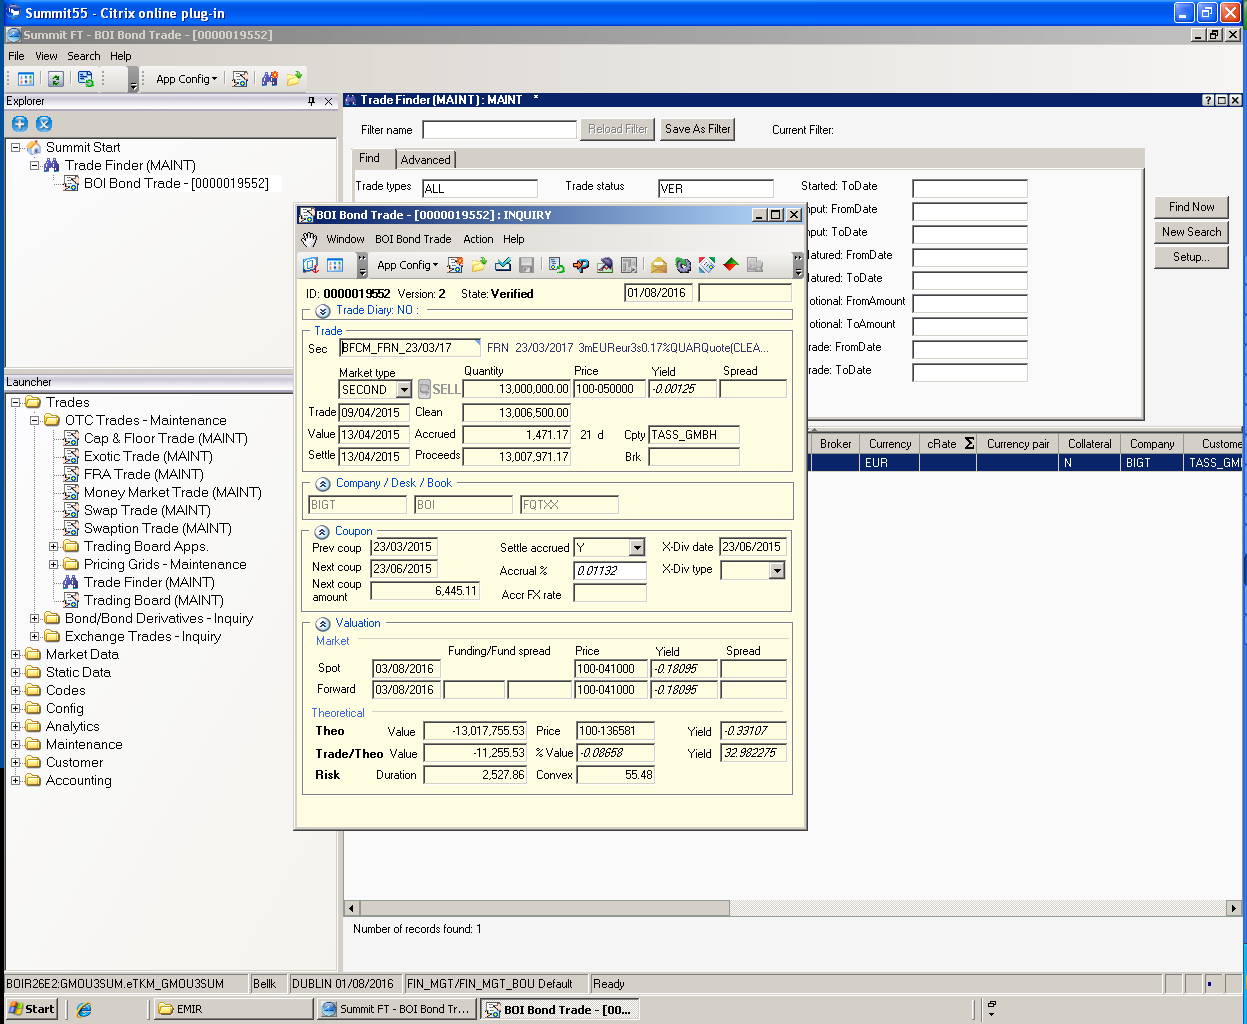 Summit55 - Citrix online plug-in
Summit FT - BOI Bond Trade - [0000019552]
File View Search Help
App Config
Explorer
Summit Start
Trade Finder (MAINT)
BOI Bond Trade - [0000019552]
Launcher
Trades
OTC Trades - Maintenance
Cap & Floor Trade (MAINT)
Exotic Trade (MAINT)
FRA Trade (MAINT)
Money Market Trade (MAINT)
Swap Trade (MAINT)
Swaption Trade (MAINT)
Trading Board Apps.
Pricing Grids - Maintenance
Trade Finder (MAINT)
Trading Board (MAINT)
Bond/Bond Derivatives - Inquiry
Exchange Trades - Inquiry
Market Data
Static Data
Codes
Config
Analytics
Maintenance
Customer
Accounting
Trade Finder(MAINT) : MAINT *
Filter name Reload Filter Save As Filter Current Filter:
Find Advanced
Trade types ALL Trade status VER Started: ToDate
nput: FromDate
nput: ToDate
latured: FromDate
latured: ToDate
otional: FromAmount
otional: ToAmount
rade: FromDate
rade: ToDate
Find Now
New Search
Setup...
Broker Currency cRate Σ Currency pair Collateral Company Custome
EUR N BIGT TASS_GMI
Number of records found: 1
BOI Bond Trade - [0000019552] : INQUIRY
Window BOI Bond Trade Action Help
App Config
ID: 0000019552 Version: 2 State: Verified 01/08/2016
Trade Diary: NO :
Trade
Sec BFCM_FRN_23/03/17 FRN 23/03/2017 3mEUReur3s0.17%QUARQuote(CLEA...
Market type Quantity Price Yield Spread
SECOND SELL 13,000,000.00 100-050000 -0.00125
Trade 09/04/2015 Clean 13,006,500.00
Value 13/04/2015 Accrued 1,471.17 21 d Cpty TASS_GMBH
Settle 13/04/2015 Proceeds 13,007,971.17 Brk
Company / Desk / Book
BIGT BOI FQTXX
Coupon
Prev coup 23/03/2015 Settle accrued Y X-Div date 23/06/2015
Next coup 23/06/2015 Accrual % 0.01132 X-Div type
Next coup amount 6,445.11 Accr FX rate
Valuation
Market
Funding/Fund spread Price Yield Spread
Spot 03/08/2016 100-041000 -0.18095
Forward 03/08/2016 100-041000 -0.18095
Theoretical
Theo Value -13,017,755.53 Price 100-136581 Yield -0.33107
Trade/Theo Value -11,255.53 % Value -0.08658 Yield 32.982275
Risk Duration 2,527.86 Convex 55.48
BOIR26E2:GMOU3SUM.eTKM_GMOU3SUM Bellk DUBLIN 01/08/2016 FIN_MGT/FIN_MGT_BOU Default Ready
Start EMIR Summit FT - BOI Bond Tr... BOI Bond Trade - [00...